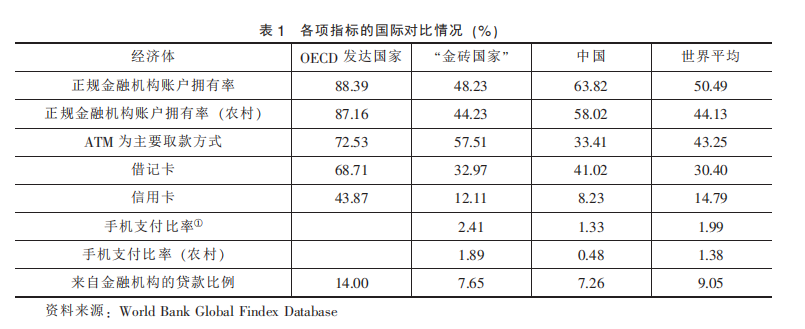 表 1 各项指标的国际对比情况 (%)
经济体 OECD 发达国家 “金砖国家” 中国 世界平均
正规金融机构账户拥有率 88.39 48.23 63.82 50.49
正规金融机构账户拥有率 (农村) 87.16 44.23 58.02 44.13
ATM 为主要取款方式 72.53 57.51 33.41 43.25
借记卡 68.71 32.97 41.02 30.40
信用卡 43.87 12.11 8.23 14.79
手机支付比率① 2.41 1.33 1.99
手机支付比率 (农村) 1.89 0.48 1.38
来自金融机构的贷款比例 14.00 7.65 7.26 9.05
资料来源：World Bank Global Findex Database